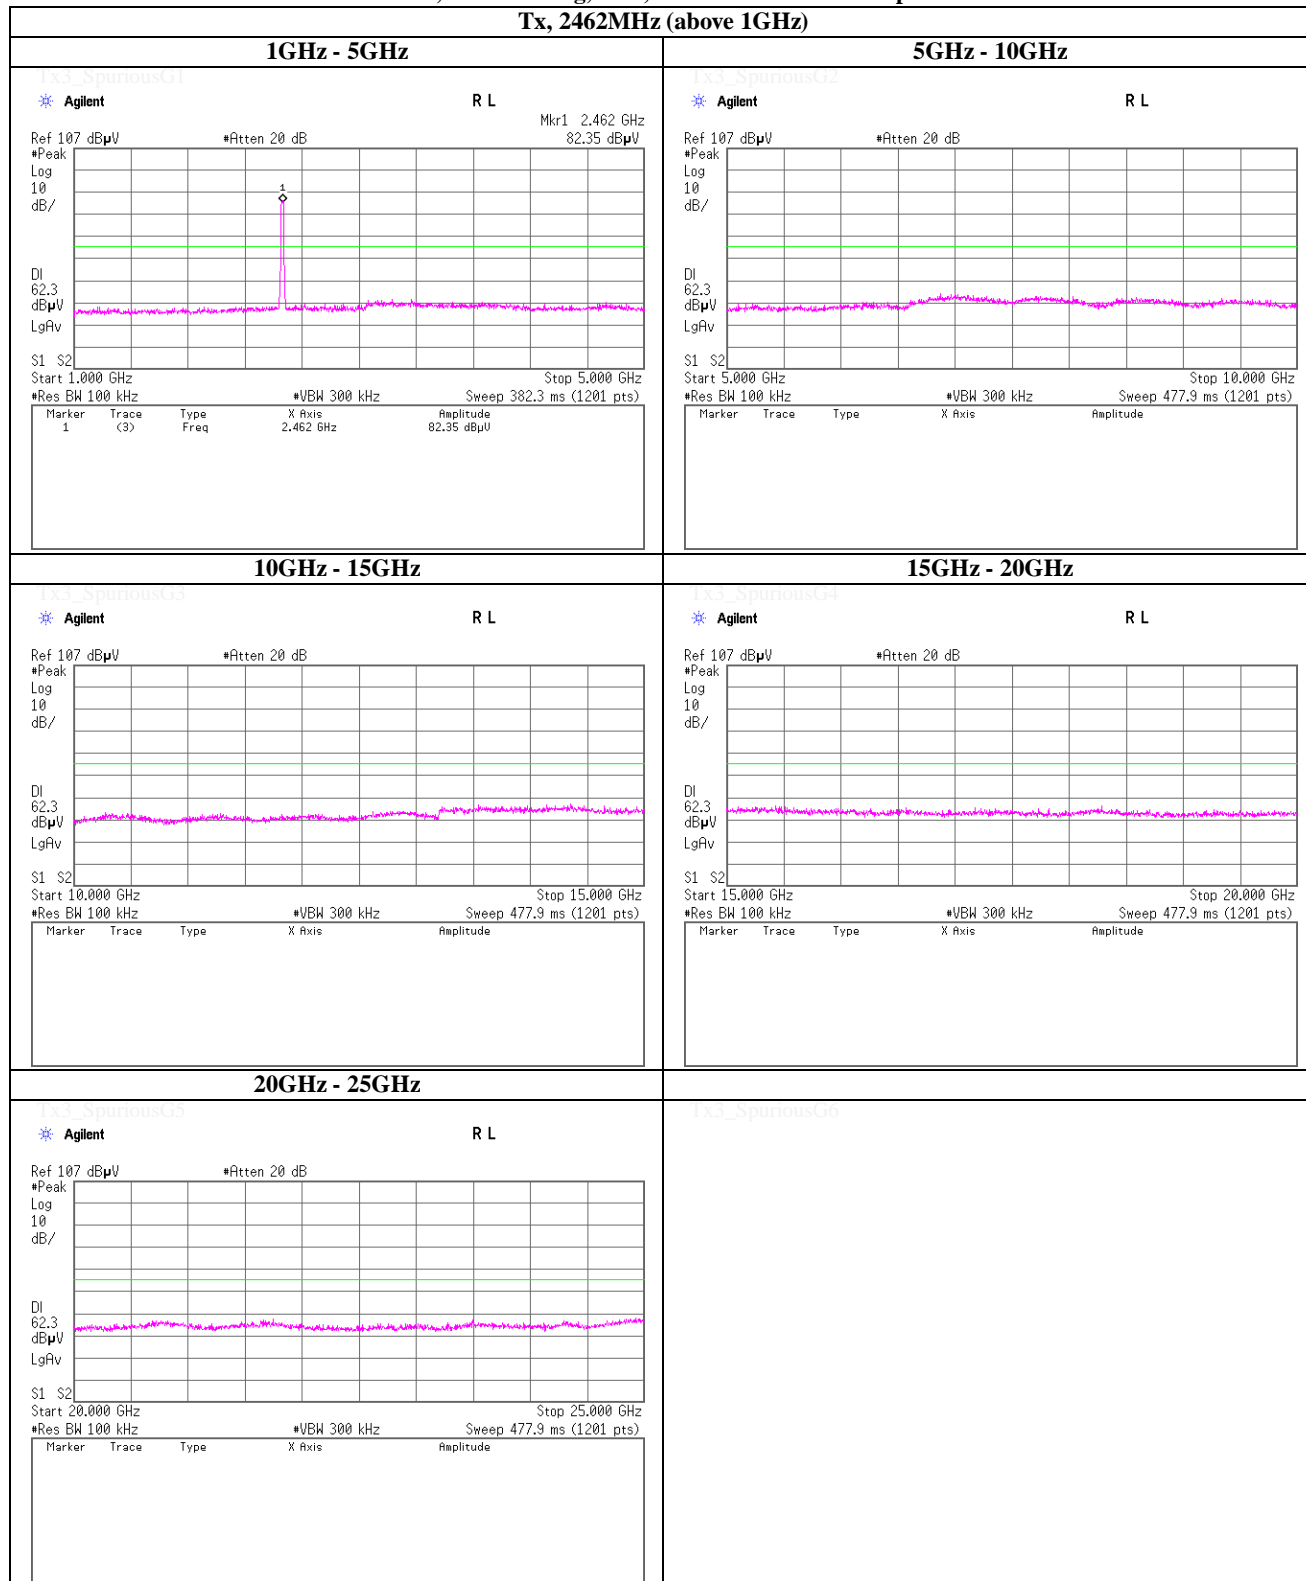 Tx, 2462MHz (above 1GHz)
1GHz - 5GHz
5GHz - 10GHz
Tx3_SpuriousG1
Agilent
R L
Mkr1 2.462 GHz
Ref 107 dBµV
#Atten 20 dB
82.35 dBµV
#Peak
Log
10
dB/
1
DI
62.3
dBµV
LgAv
S1 S2
Start 1.000 GHz
Stop 5.000 GHz
#Res BW 100 kHz
#VBW 300 kHz
Sweep 382.3 ms (1201 pts)
Marker Trace Type X Axis Amplitude
1 (3) Freq 2.462 GHz 82.35 dBµV
Tx3_SpuriousG2
Agilent
R L
Ref 107 dBµV
#Atten 20 dB
#Peak
Log
10
dB/
DI
62.3
dBµV
LgAv
S1 S2
Start 5.000 GHz
Stop 10.000 GHz
#Res BW 100 kHz
#VBW 300 kHz
Sweep 477.9 ms (1201 pts)
Marker Trace Type X Axis Amplitude
10GHz - 15GHz
15GHz - 20GHz
Tx3_SpuriousG3
Agilent
R L
Ref 107 dBµV
#Atten 20 dB
#Peak
Log
10
dB/
DI
62.3
dBµV
LgAv
S1 S2
Start 10.000 GHz
Stop 15.000 GHz
#Res BW 100 kHz
#VBW 300 kHz
Sweep 477.9 ms (1201 pts)
Marker Trace Type X Axis Amplitude
Tx3_SpuriousG4
Agilent
R L
Ref 107 dBµV
#Atten 20 dB
#Peak
Log
10
dB/
DI
62.3
dBµV
LgAv
S1 S2
Start 15.000 GHz
Stop 20.000 GHz
#Res BW 100 kHz
#VBW 300 kHz
Sweep 477.9 ms (1201 pts)
Marker Trace Type X Axis Amplitude
20GHz - 25GHz
Tx3_SpuriousG5
Agilent
R L
Ref 107 dBµV
#Atten 20 dB
#Peak
Log
10
dB/
DI
62.3
dBµV
LgAv
S1 S2
Start 20.000 GHz
Stop 25.000 GHz
#Res BW 100 kHz
#VBW 300 kHz
Sweep 477.9 ms (1201 pts)
Marker Trace Type X Axis Amplitude
Tx3_SpuriousG6